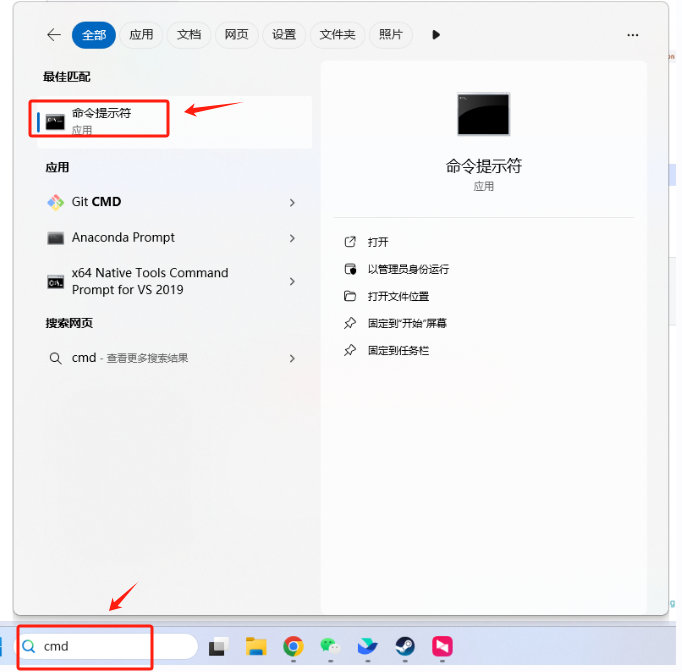 全部 应用 文档 网页 设置 文件夹 照片
最佳匹配
命令提示符
应用
应用
Git CMD
Anaconda Prompt
x64 Native Tools Command
Prompt for VS 2019
搜索网页
cmd - 查看更多搜索结果
命令提示符
应用
打开
以管理员身份运行
打开文件位置
固定到"开始"屏幕
固定到任务栏
cmd